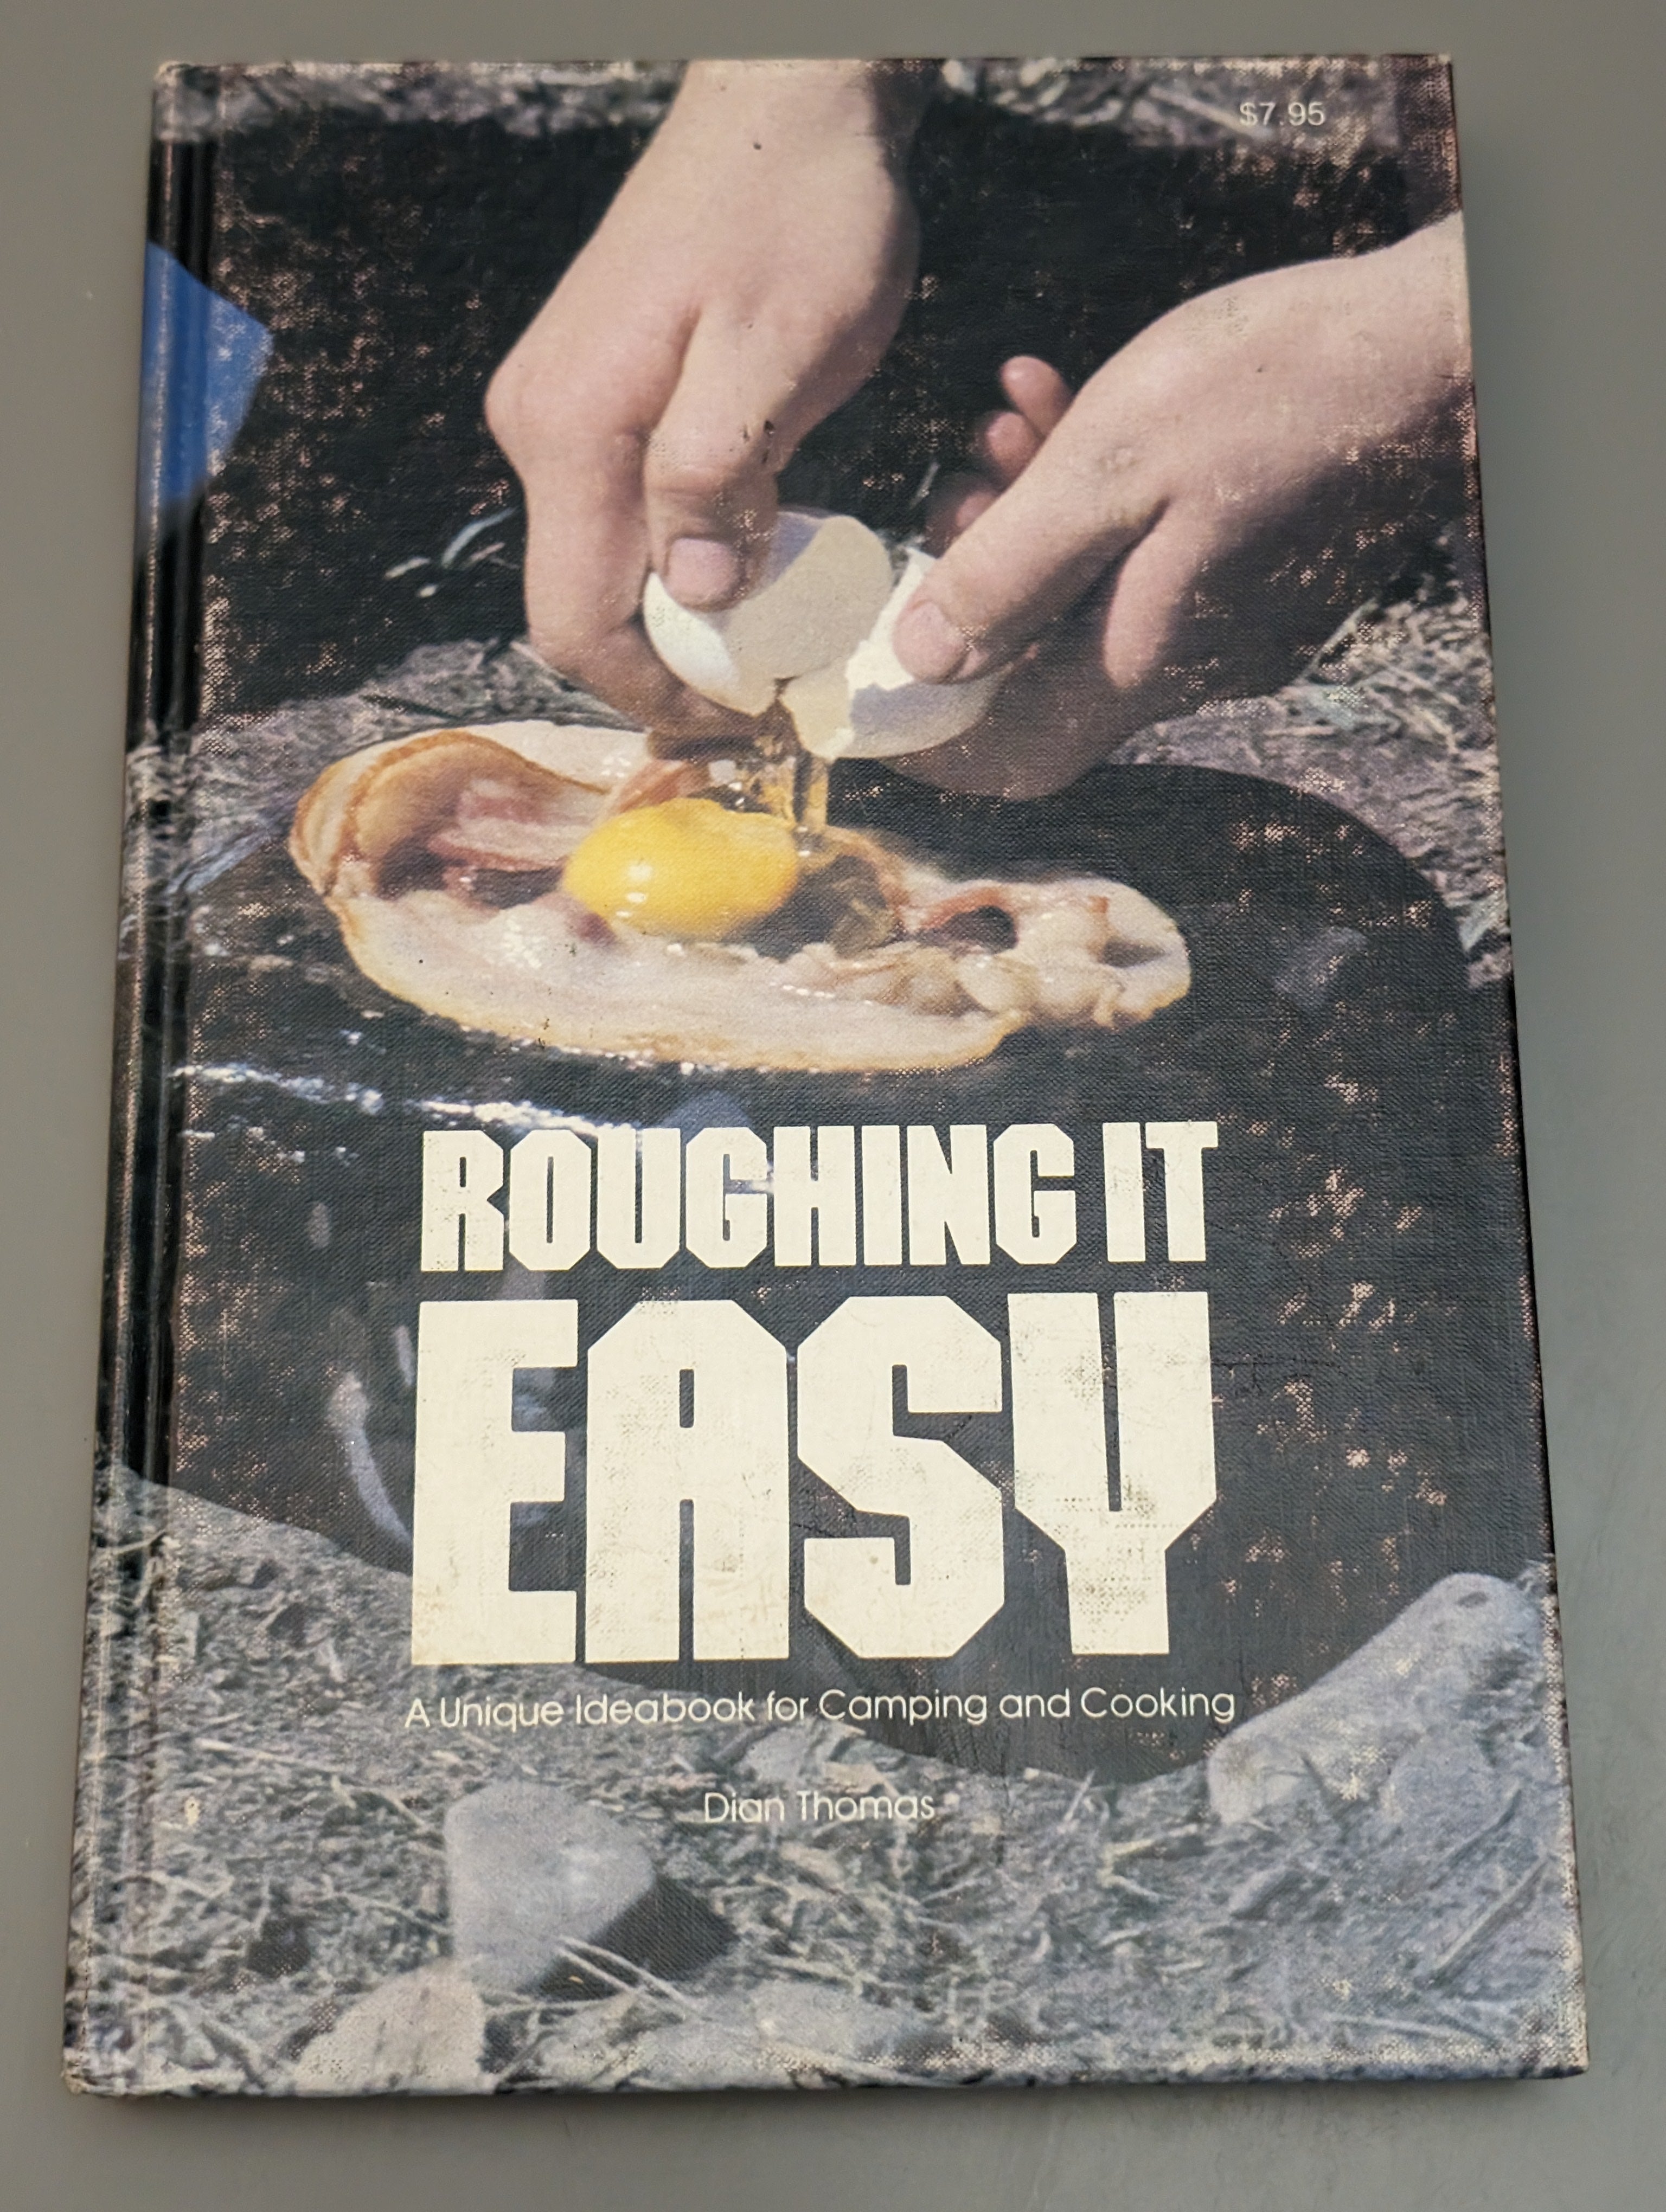 $7.95
ROUGHING IT
EASY
A Unique Ideabook for Camping and Cooking
Dian Thomas